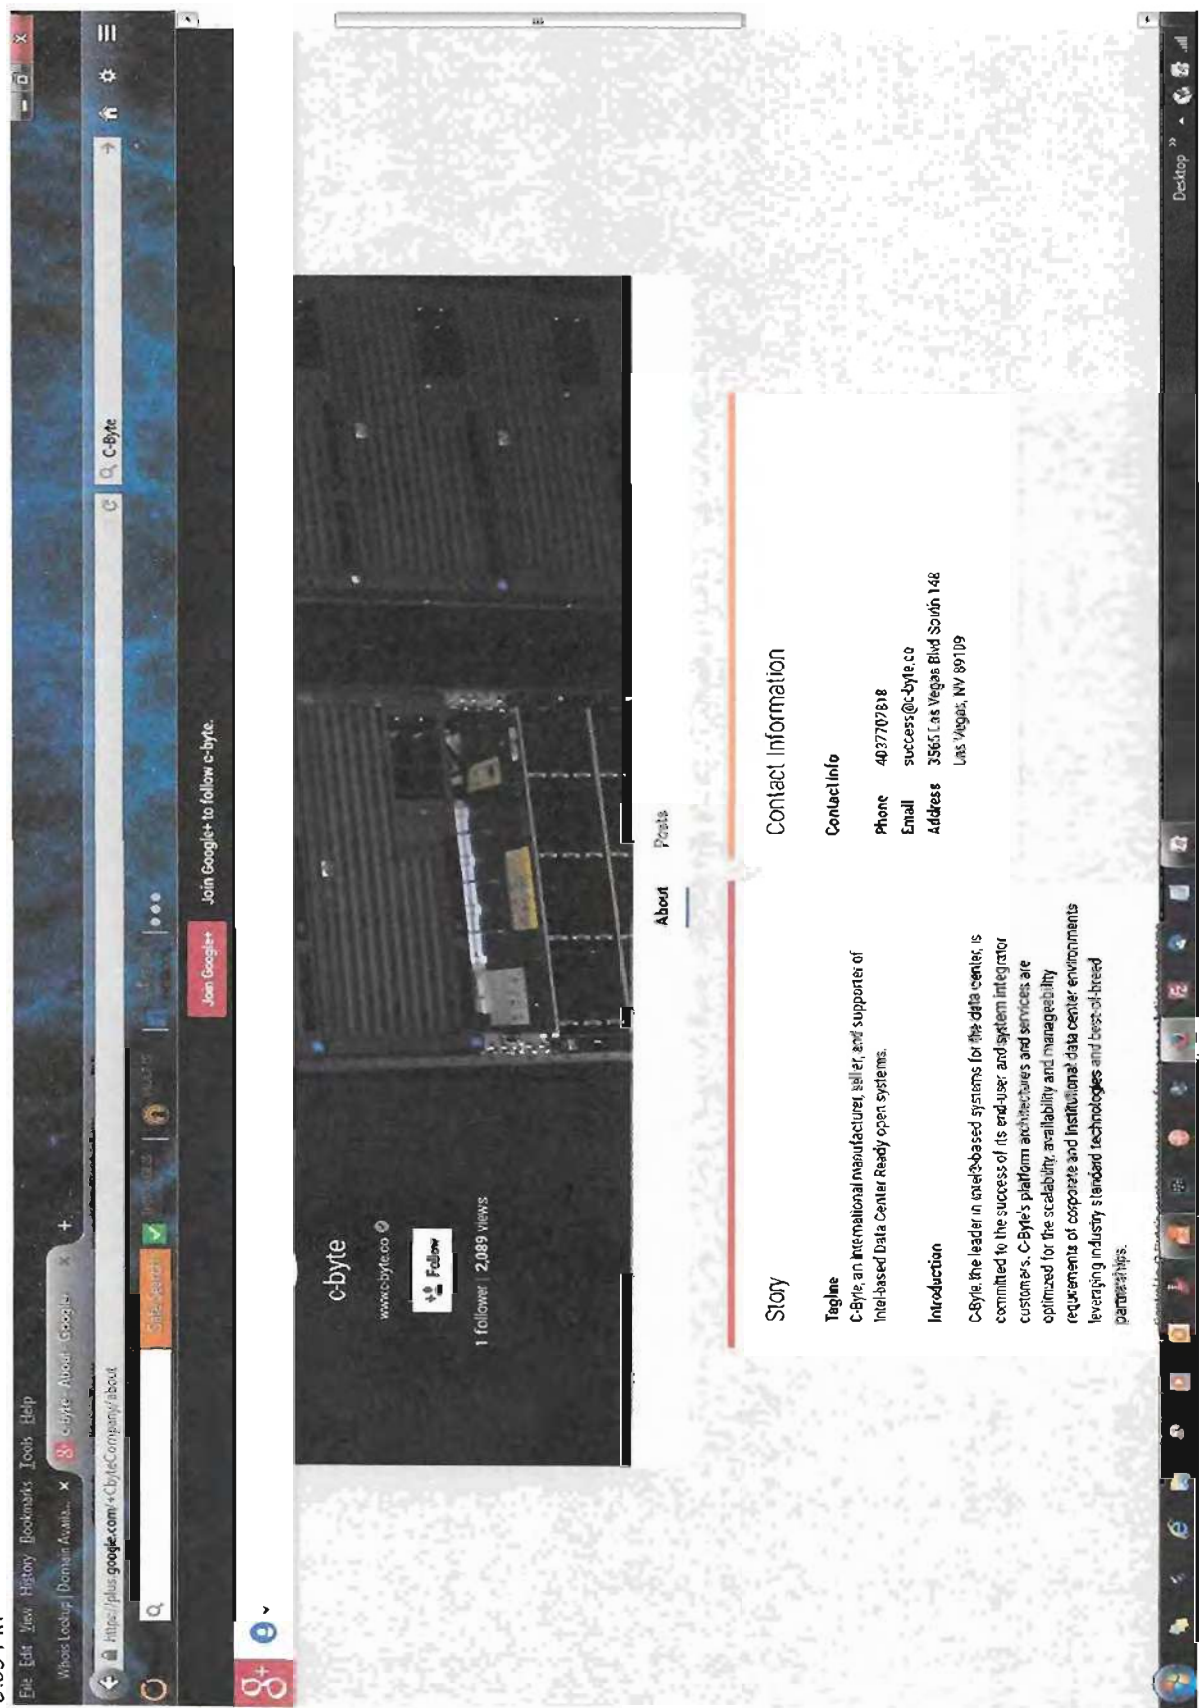 File Edit View History Bookmarks Tools Help
Whois Lookup | Domain Availa... × c-byte - About - Google+ × +
https://plus.google.com/+CbyteCompany/about
C-Byte
Safe Search
Join Google+ Join Google+ to follow c-byte.
g+
c-byte
www.c-byte.co
Follow
1 follower | 2,089 views
About Posts
Story
Tagline
C-Byte, an international manufacturer, seller, and supporter of
Intel-based Data Center Ready open systems.
Introduction
C-Byte, the leader in Intel®-based systems for the data center, is
committed to the success of its end-user and system integrator
customers. C-Byte's platform architectures and services are
optimized for the scalability, availability and manageability
requirements of corporate and institutional data center environments
leveraging industry standard technologies and best-of-breed
partnerships.
Contact Information
Contact Info
Phone 4037707818
Email success@c-byte.co
Address 3565 Las Vegas Blvd South 148
Las Vegas, NV 89109
Desktop »